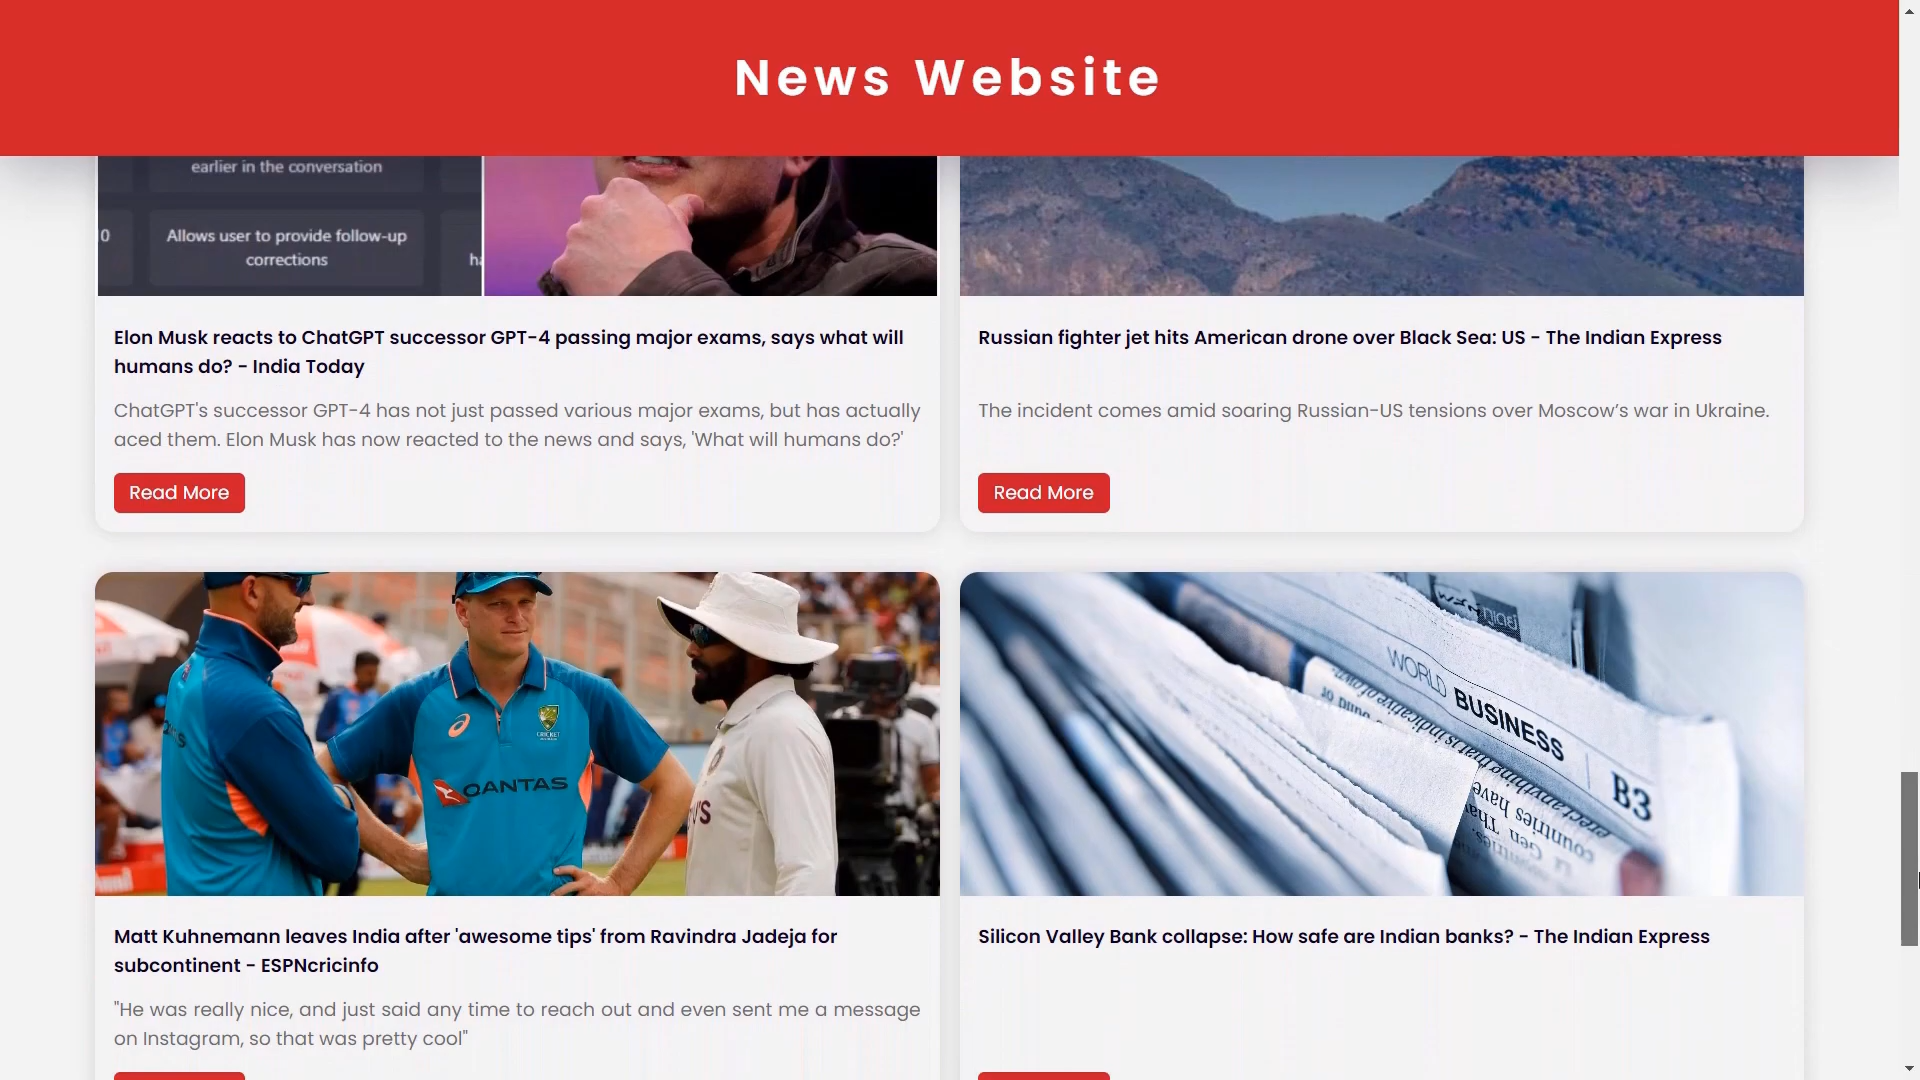 News Website
earlier in the conversation
0
Allows user to provide follow-up
corrections
Elon Musk reacts to ChatGPT successor GPT-4 passing major exams, says what will
humans do? - India Today
ChatGPT's successor GPT-4 has not just passed various major exams, but has actually
aced them. Elon Musk has now reacted to the news and says, 'What will humans do?'
Read More
Russian fighter jet hits American drone over Black Sea: US - The Indian Express
The incident comes amid soaring Russian-US tensions over Moscow’s war in Ukraine.
Read More
CRICKET
QANTAS
WORLD BUSINESS
B3
countries have
Gen
Matt Kuhnemann leaves India after 'awesome tips' from Ravindra Jadeja for
subcontinent - ESPNcricinfo
"He was really nice, and just said any time to reach out and even sent me a message
on Instagram, so that was pretty cool"
Silicon Valley Bank collapse: How safe are Indian banks? - The Indian Express